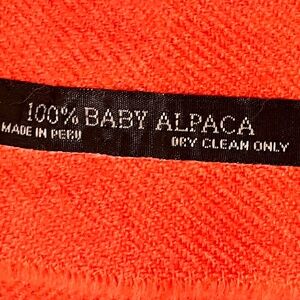 100% BABY ALPACA
MADE IN PERU
DRY CLEAN ONLY